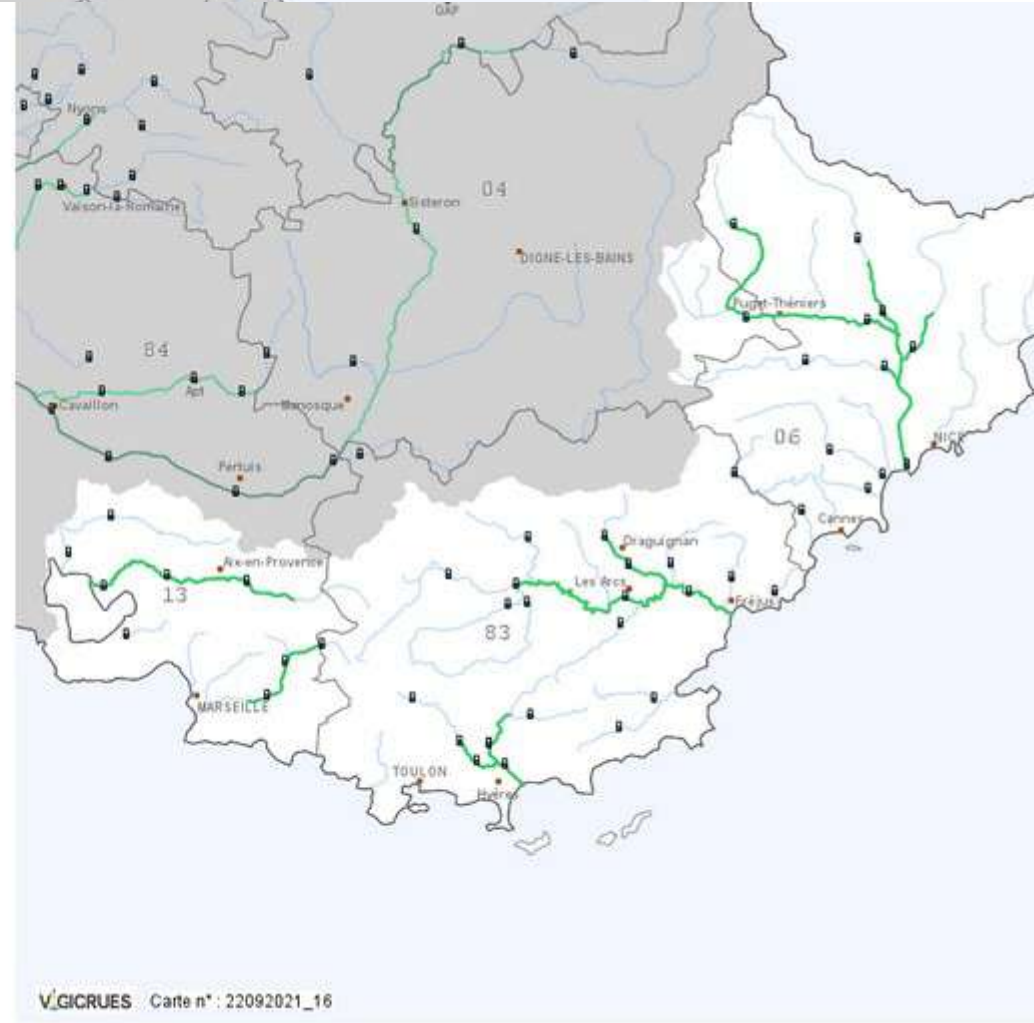 GAP
Nyons
Vaison-la-Romaine
Sisteron
04
DIGNE-LES-BAINS
Puget-Théniers
84
Apt
Cavaillon
Manosque
06
NICE
Pertuis
Cannes
Draguignan
Aix-en-Provence
Les Arcs
13
Fréjus
83
MARSEILLE
TOULON
Hyères
VIGICRUES Carte n° : 22092021_16